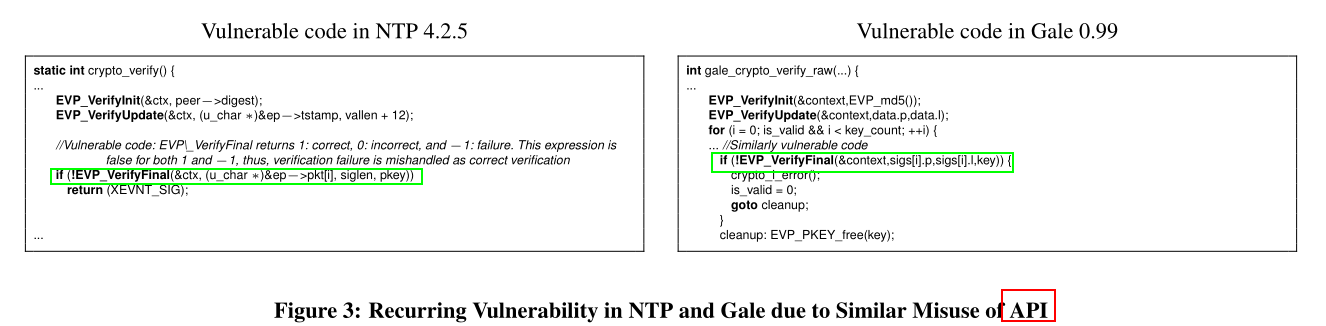 Vulnerable code in NTP 4.2.5
static int crypto_verify() {
...
EVP_VerifyInit(&ctx, peer—>digest);
EVP_VerifyUpdate(&ctx, (u_char *)&ep—>tstamp, vallen + 12);
//Vulnerable code: EVP\_VerifyFinal returns 1: correct, 0: incorrect, and — 1: failure. This expression is
false for both 1 and — 1, thus, verification failure is mishandled as correct verification
if (!EVP_VerifyFinal(&ctx, (u_char *)&ep—>pkt[i], siglen, pkey))
return (XEVNT_SIG);
...
Vulnerable code in Gale 0.99
int gale_crypto_verify_raw(...) {
...
EVP_VerifyInit(&context,EVP_md5());
EVP_VerifyUpdate(&context,data.p,data.l);
for (i = 0; is_valid && i < key_count; ++i) {
... //Similarly vulnerable code
if (!EVP_VerifyFinal(&context,sigs[i].p,sigs[i].l,key)) {
crypto_i_error();
is_valid = 0;
goto cleanup;
}
cleanup: EVP_PKEY_free(key);
Figure 3: Recurring Vulnerability in NTP and Gale due to Similar Misuse of API